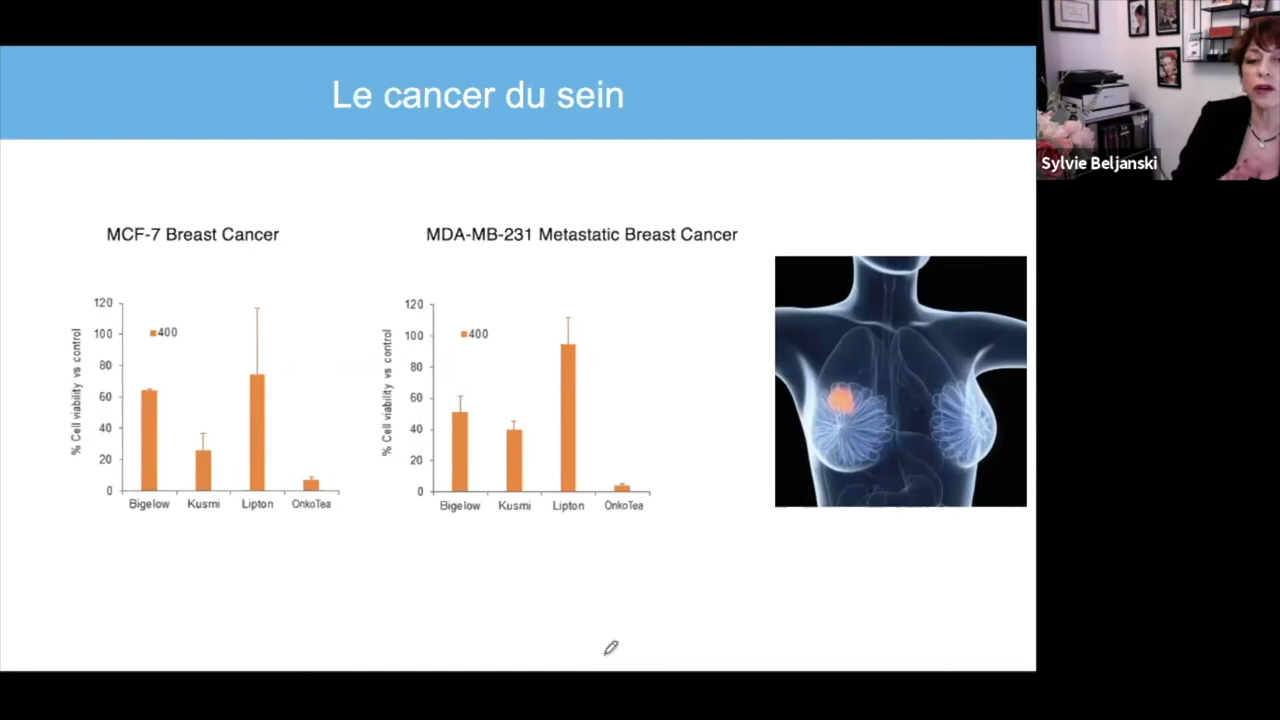 Le cancer du sein
Sylvie Beljanski
MCF-7 Breast Cancer
MDA-MB-231 Metastatic Breast Cancer
% Cell viability vs control
120
100
80
60
40
20
0
400
Bigelow Kusmi Lipton OnkoTea
% Cell viability vs control
120
100
80
60
40
20
0
400
Bigelow Kusmi Lipton OnkoTea